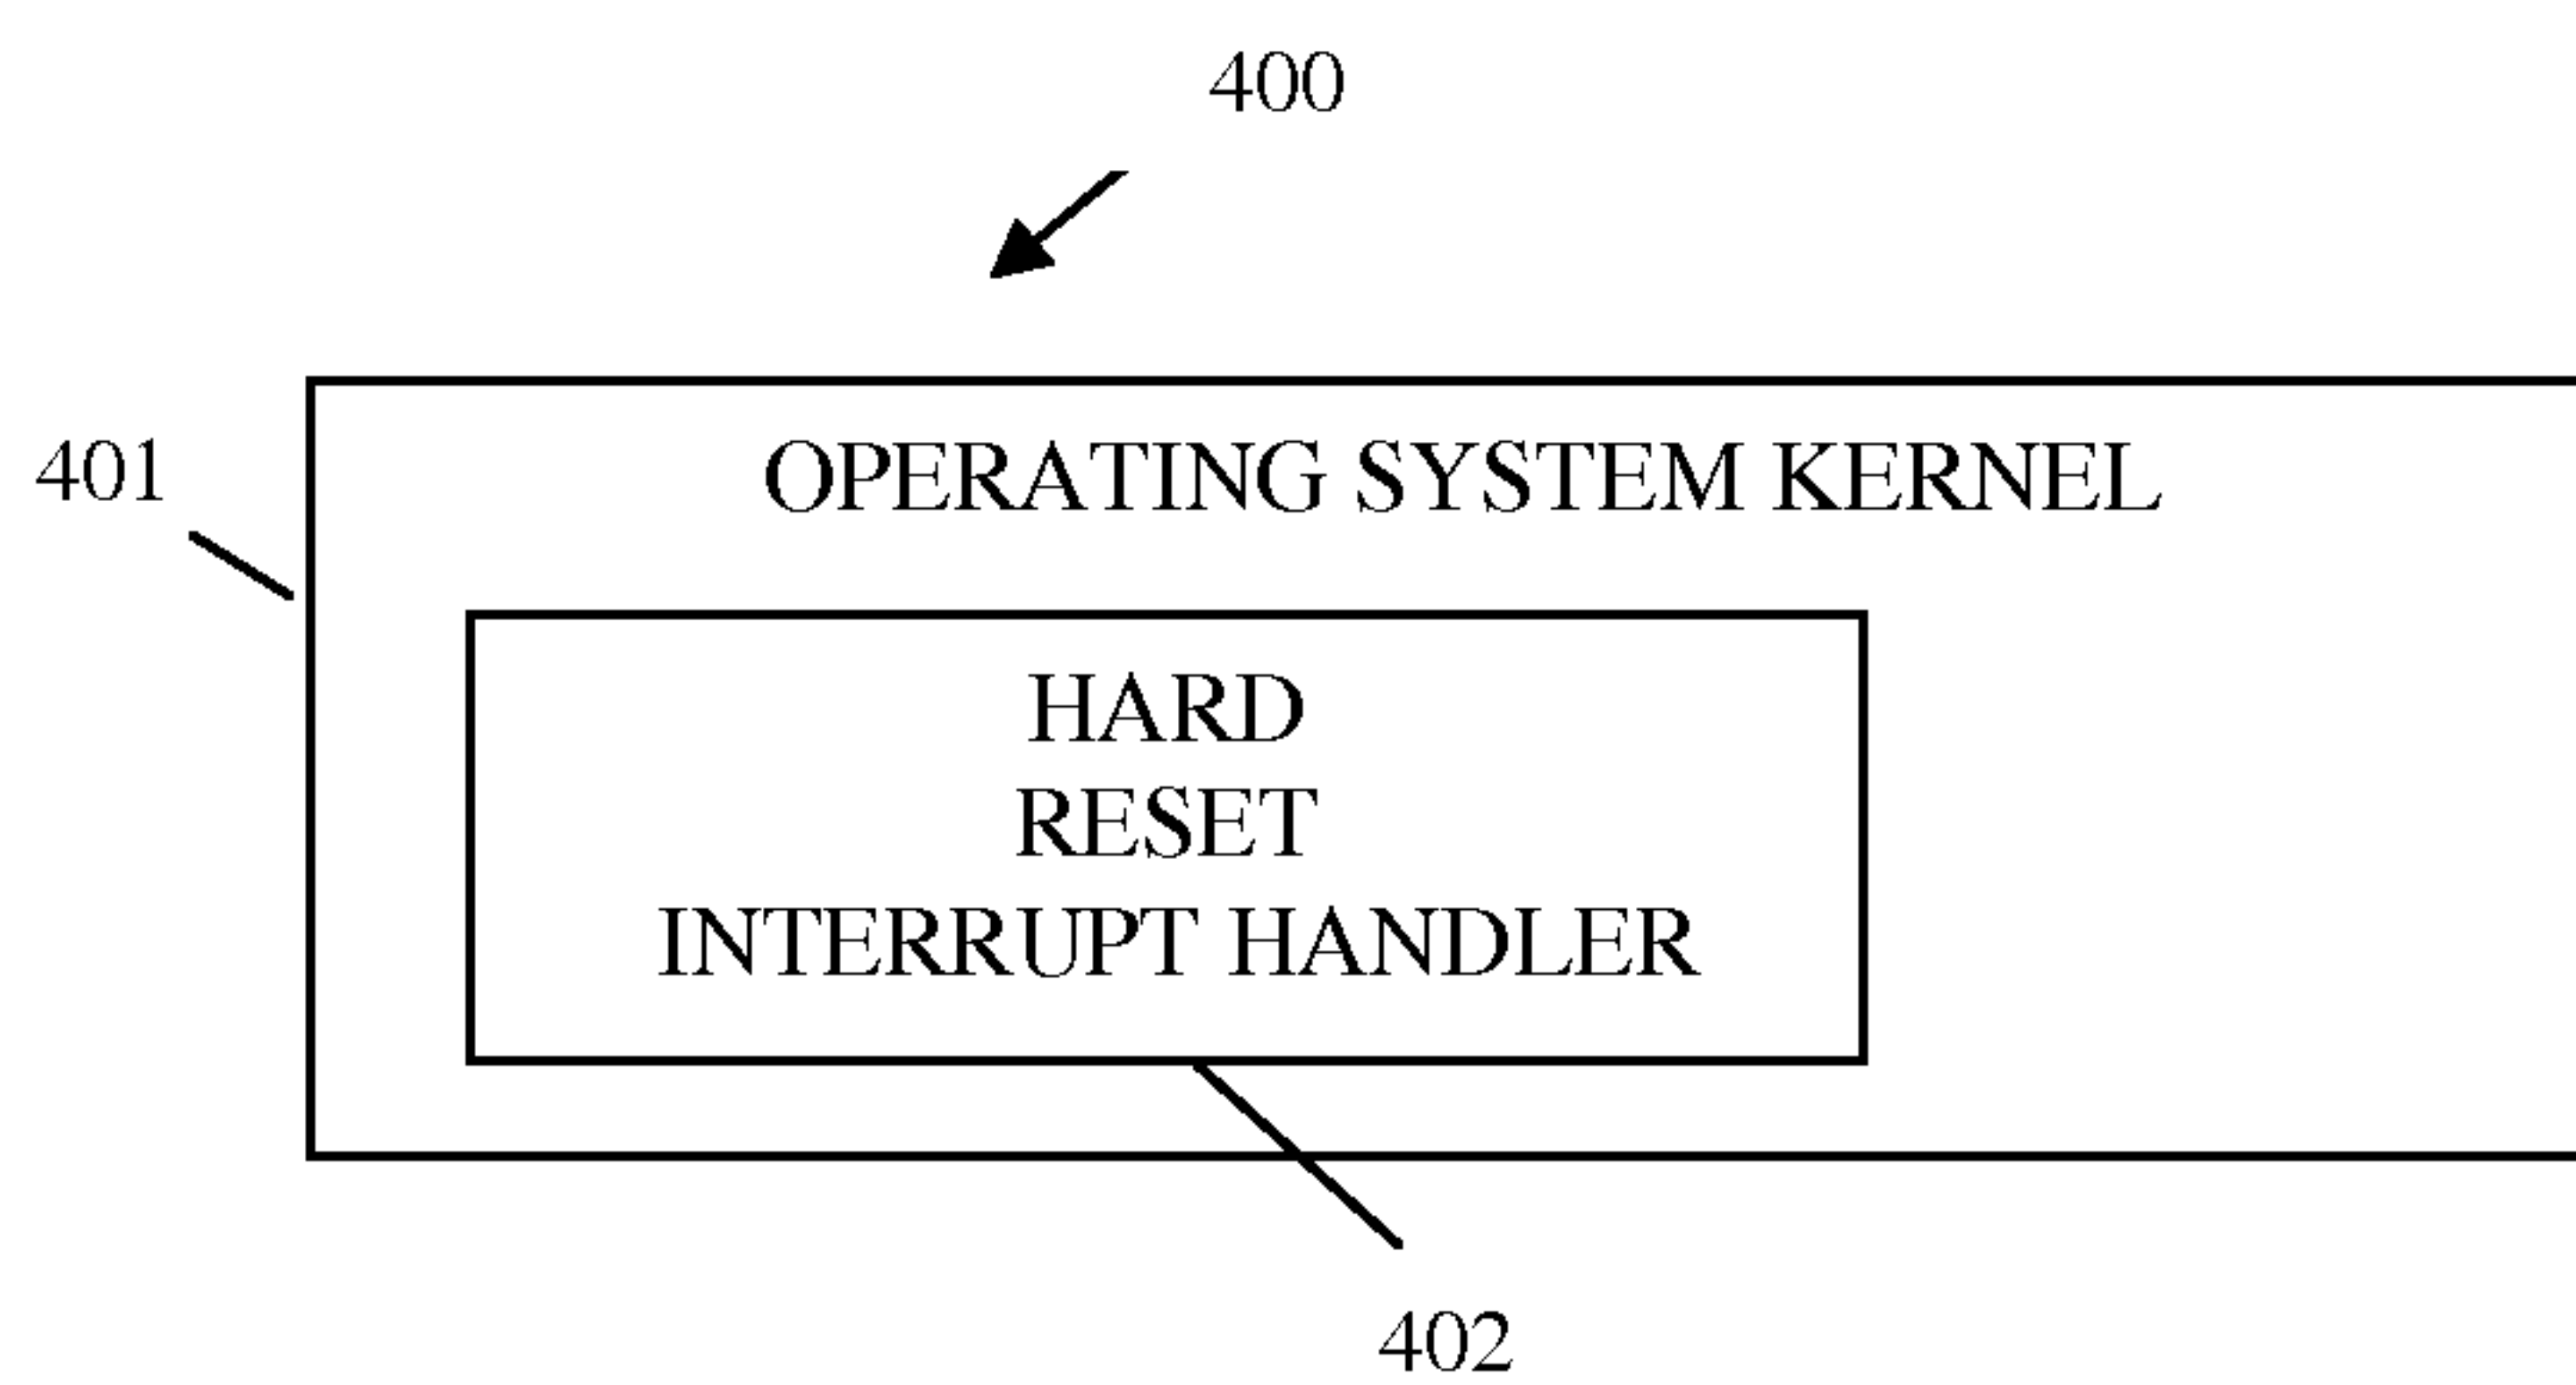 400
401
OPERATING SYSTEM KERNEL
HARD
RESET
INTERRUPT HANDLER
402